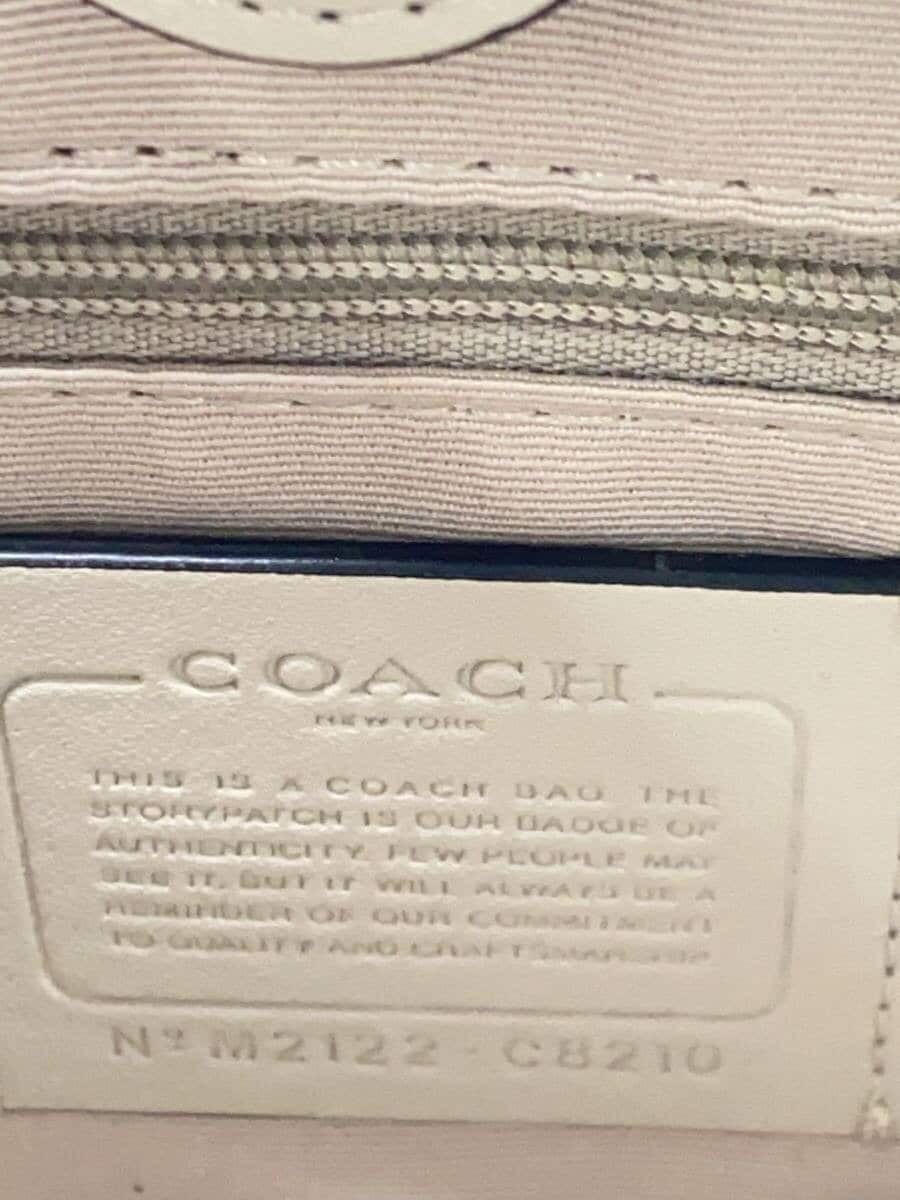 COACH
NEW YORK
THIS IS A COACH BAG THE
STORYPATCH IS OUR BADGE OF
AUTHENTICITY. FEW PEOPLE MAY
SEE IT, BUT IT WILL ALWAYS BE A
REMINDER OF OUR COMMITMENT
TO QUALITY AND CRAFTSMANSHIP
Nº M2122-C8210